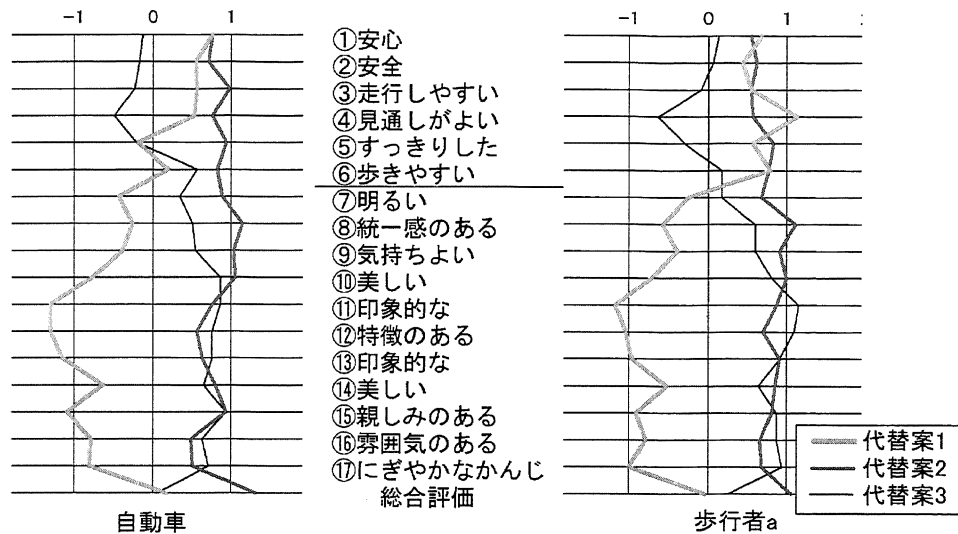 -1 0 1
-1 0 1
①安心
②安全
③走行しやすい
④見通しがよい
⑤すっきりした
⑥歩きやすい
⑦明るい
⑧統一感のある
⑨気持ちよい
⑩美しい
⑪印象的な
⑫特徴のある
⑬印象的な
⑭美しい
⑮親しみのある
⑯雰囲気のある
⑰にぎやかなかんじ
総合評価
代替案1
代替案2
代替案3
自動車
歩行者a